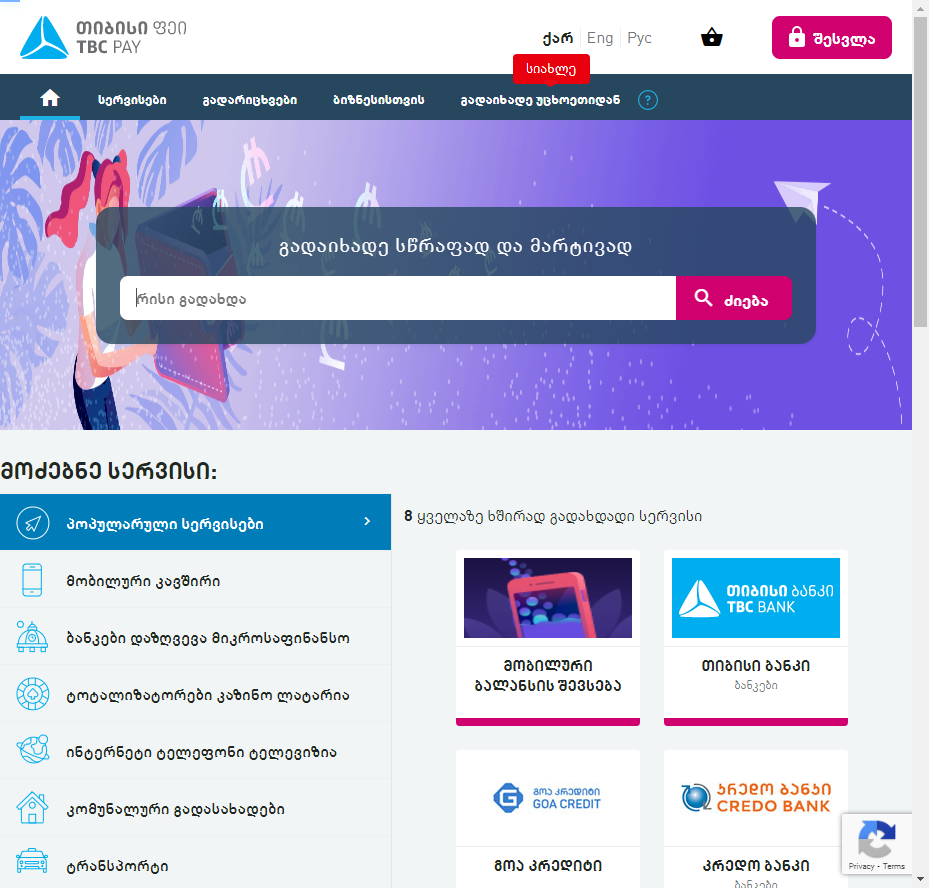 თიბისი ფეი
TBC PAY
ქარ Eng Рус
შესვლა
სიახლე
სერვისები გადარიცხვები ბიზნესისთვის გადაიხადე უცხოეთიდან ?
გადაიხადე სწრაფად და მარტივად
რისი გადახდა
ძიება
მოძებნე სერვისი:
პოპულარული სერვისები
8 ყველაზე ხშირად გადახდადი სერვისი
მობილური კავშირი
ბანკები დაზღვევა მიკროსაფინანსო
ტოტალიზატორები კაზინო ლატარია
ინტერნეტი ტელეფონი ტელევიზია
კომუნალური გადასახადები
ტრანსპორტი
მობილური
ბალანსის შევსება
თიბისი ბანკი
TBC BANK
თიბისი ბანკი
ბანკები
გოა კრედიტი
GOA CREDIT
გოა კრედიტი
კრედო ბანკი
CREDO BANK
კრედო ბანკი
ბანკები
Privacy - Terms